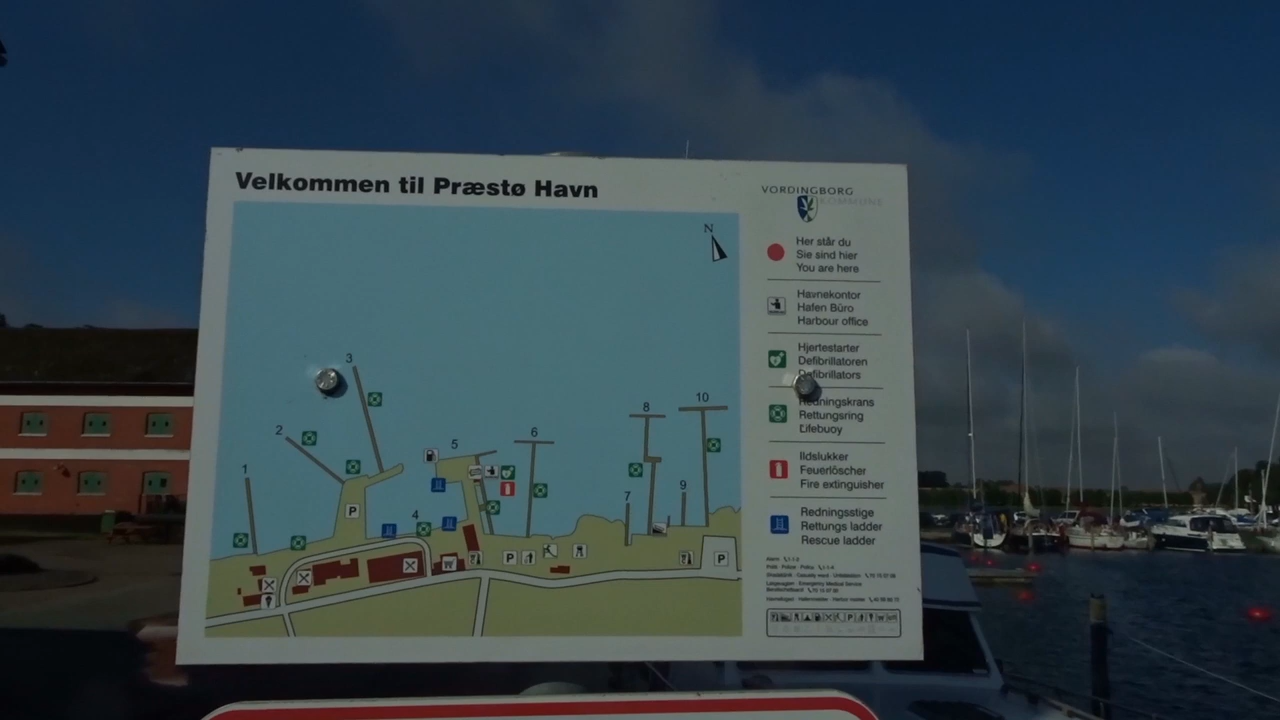 Velkommen til Præstø Havn
N
1
2
3
4
5
6
7
8
9
10
P
P
P
VORDINGBORG
KOMMUNE
Her står du
Sie sind hier
You are here
Havnekontor
Hafen Büro
Harbour office
Hjertestarter
Defibrillatoren
Defibrillators
Redningskrans
Rettungsring
Lifebuoy
Ildslukker
Feuerlöscher
Fire extinguisher
Redningsstige
Rettungs ladder
Rescue ladder